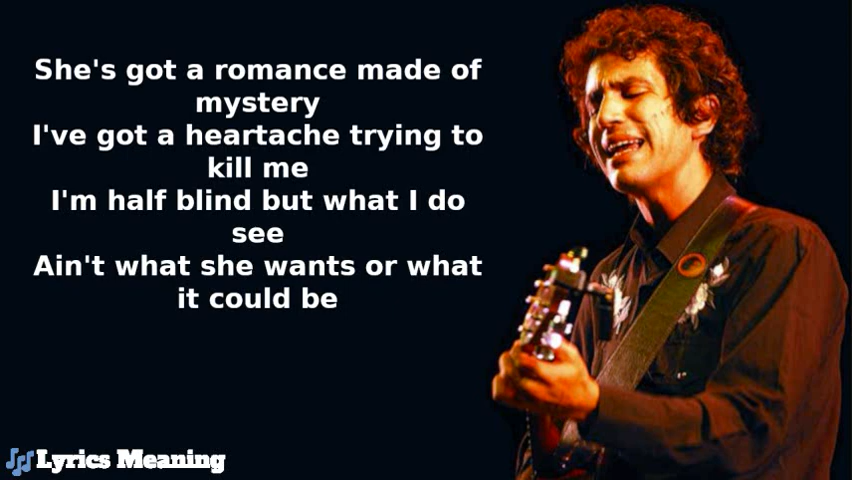 She's got a romance made of
mystery
I've got a heartache trying to
kill me
I'm half blind but what I do
see
Ain't what she wants or what
it could be
Lyrics Meaning